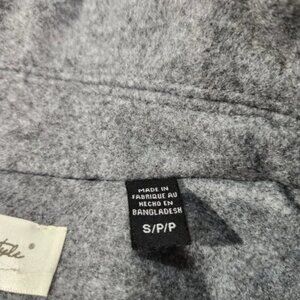 MADE IN
FABRIQUE AU
HECHO EN
BANGLADESH
S/P/P